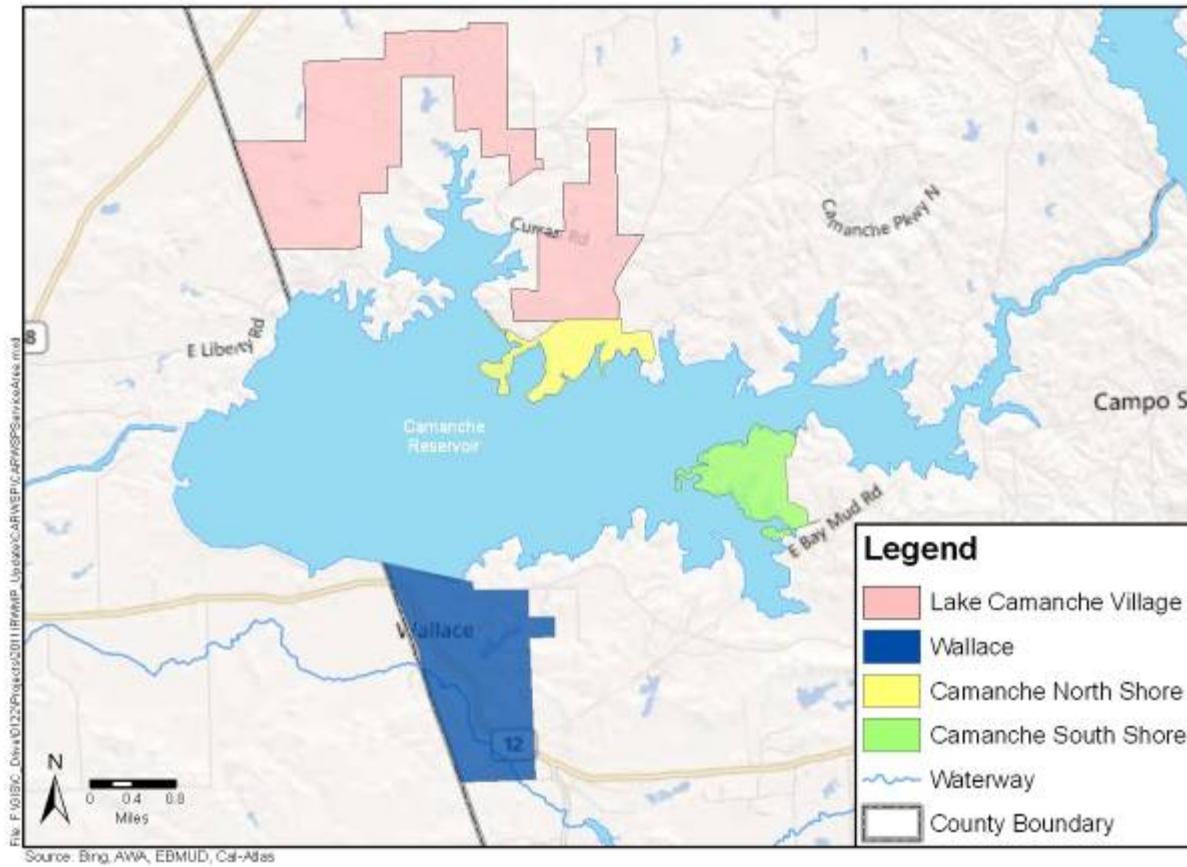 Curran Rd
Camanche Pkwy N
E Liberty Rd
8
Camanche
Reservoir
Campo S
E Bay Mud Rd
Wallace
12
N
0 0.4 0.8
Miles
Legend
Lake Camanche Village
Wallace
Camanche North Shore
Camanche South Shore
Waterway
County Boundary
Source: Bing, AWA, EBMUD, Cal-Atlas